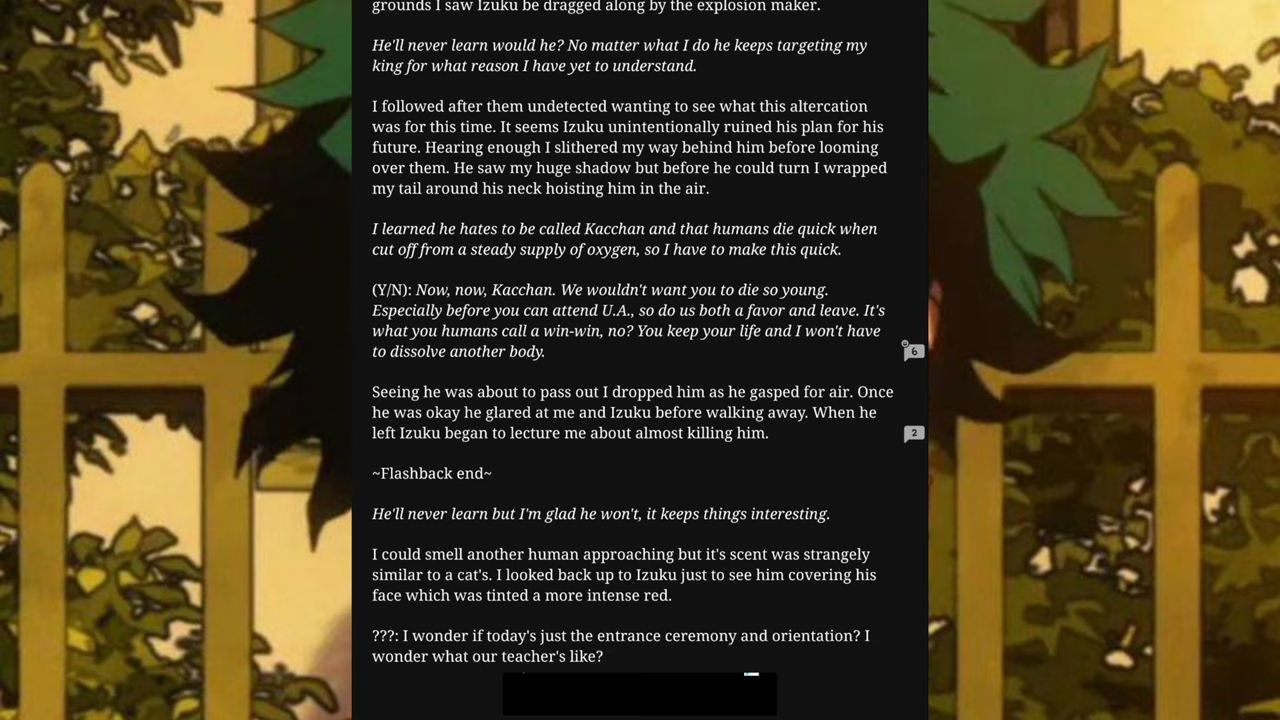 grounds I saw Izuku be dragged along by the explosion maker.
He'll never learn would he? No matter what I do he keeps targeting my
king for what reason I have yet to understand.
I followed after them undetected wanting to see what this altercation
was for this time. It seems Izuku unintentionally ruined his plan for his
future. Hearing enough I slithered my way behind him before looming
over them. He saw my huge shadow but before he could turn I wrapped
my tail around his neck hoisting him in the air.
I learned he hates to be called Kacchan and that humans die quick when
cut off from a steady supply of oxygen, so I have to make this quick.
(Y/N): Now, now, Kacchan. We wouldn't want you to die so young.
Especially before you can attend U.A., so do us both a favor and leave. It's
what you humans call a win-win, no? You keep your life and I won't have
to dissolve another body.
6
Seeing he was about to pass out I dropped him as he gasped for air. Once
he was okay he glared at me and Izuku before walking away. When he
left Izuku began to lecture me about almost killing him.
2
~Flashback end~
He'll never learn but I'm glad he won't, it keeps things interesting.
I could smell another human approaching but it's scent was strangely
similar to a cat's. I looked back up to Izuku just to see him covering his
face which was tinted a more intense red.
???: I wonder if today's just the entrance ceremony and orientation? I
wonder what our teacher's like?